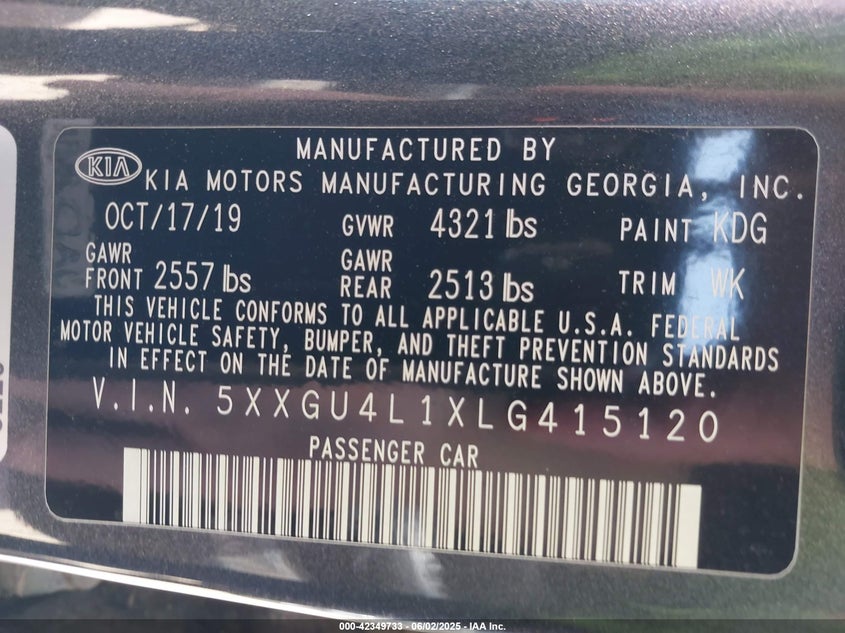 MANUFACTURED BY
KIA KIA MOTORS MANUFACTURING GEORGIA, INC.
OCT/17/19 GVWR 4321 lbs PAINT KDG
GAWR FRONT 2557 lbs GAWR REAR 2513 lbs TRIM WK
THIS VEHICLE CONFORMS TO ALL APPLICABLE U.S.A. FEDERAL
MOTOR VEHICLE SAFETY, BUMPER, AND THEFT PREVENTION STANDARDS
IN EFFECT ON THE DATE OF MANUFACTURE SHOWN ABOVE.
V.I.N. 5XXGU4L1XLG415120
PASSENGER CAR
000-42349733 - 06/02/2025 - IAA Inc.